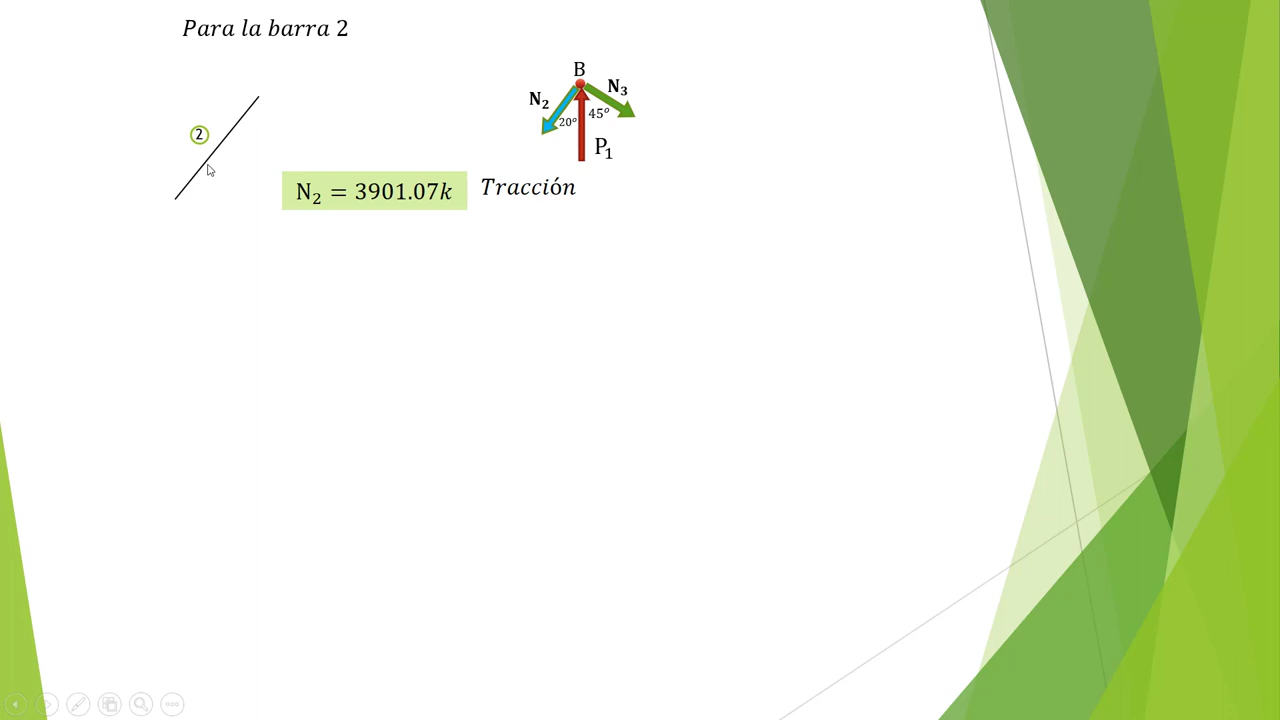 Para la barra 2
B
N₂
N₃
20°
45°
P₁
2
N₂ = 3901.07k
Tracción